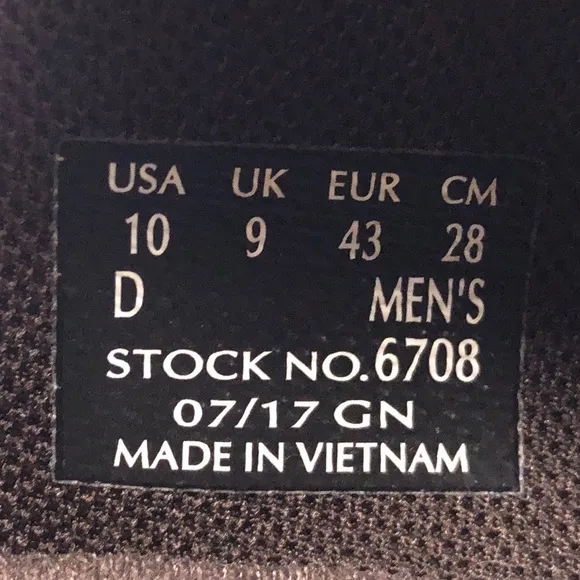 USA UK EUR CM
10 9 43 28
D MEN'S
STOCK NO.6708
07/17 GN
MADE IN VIETNAM